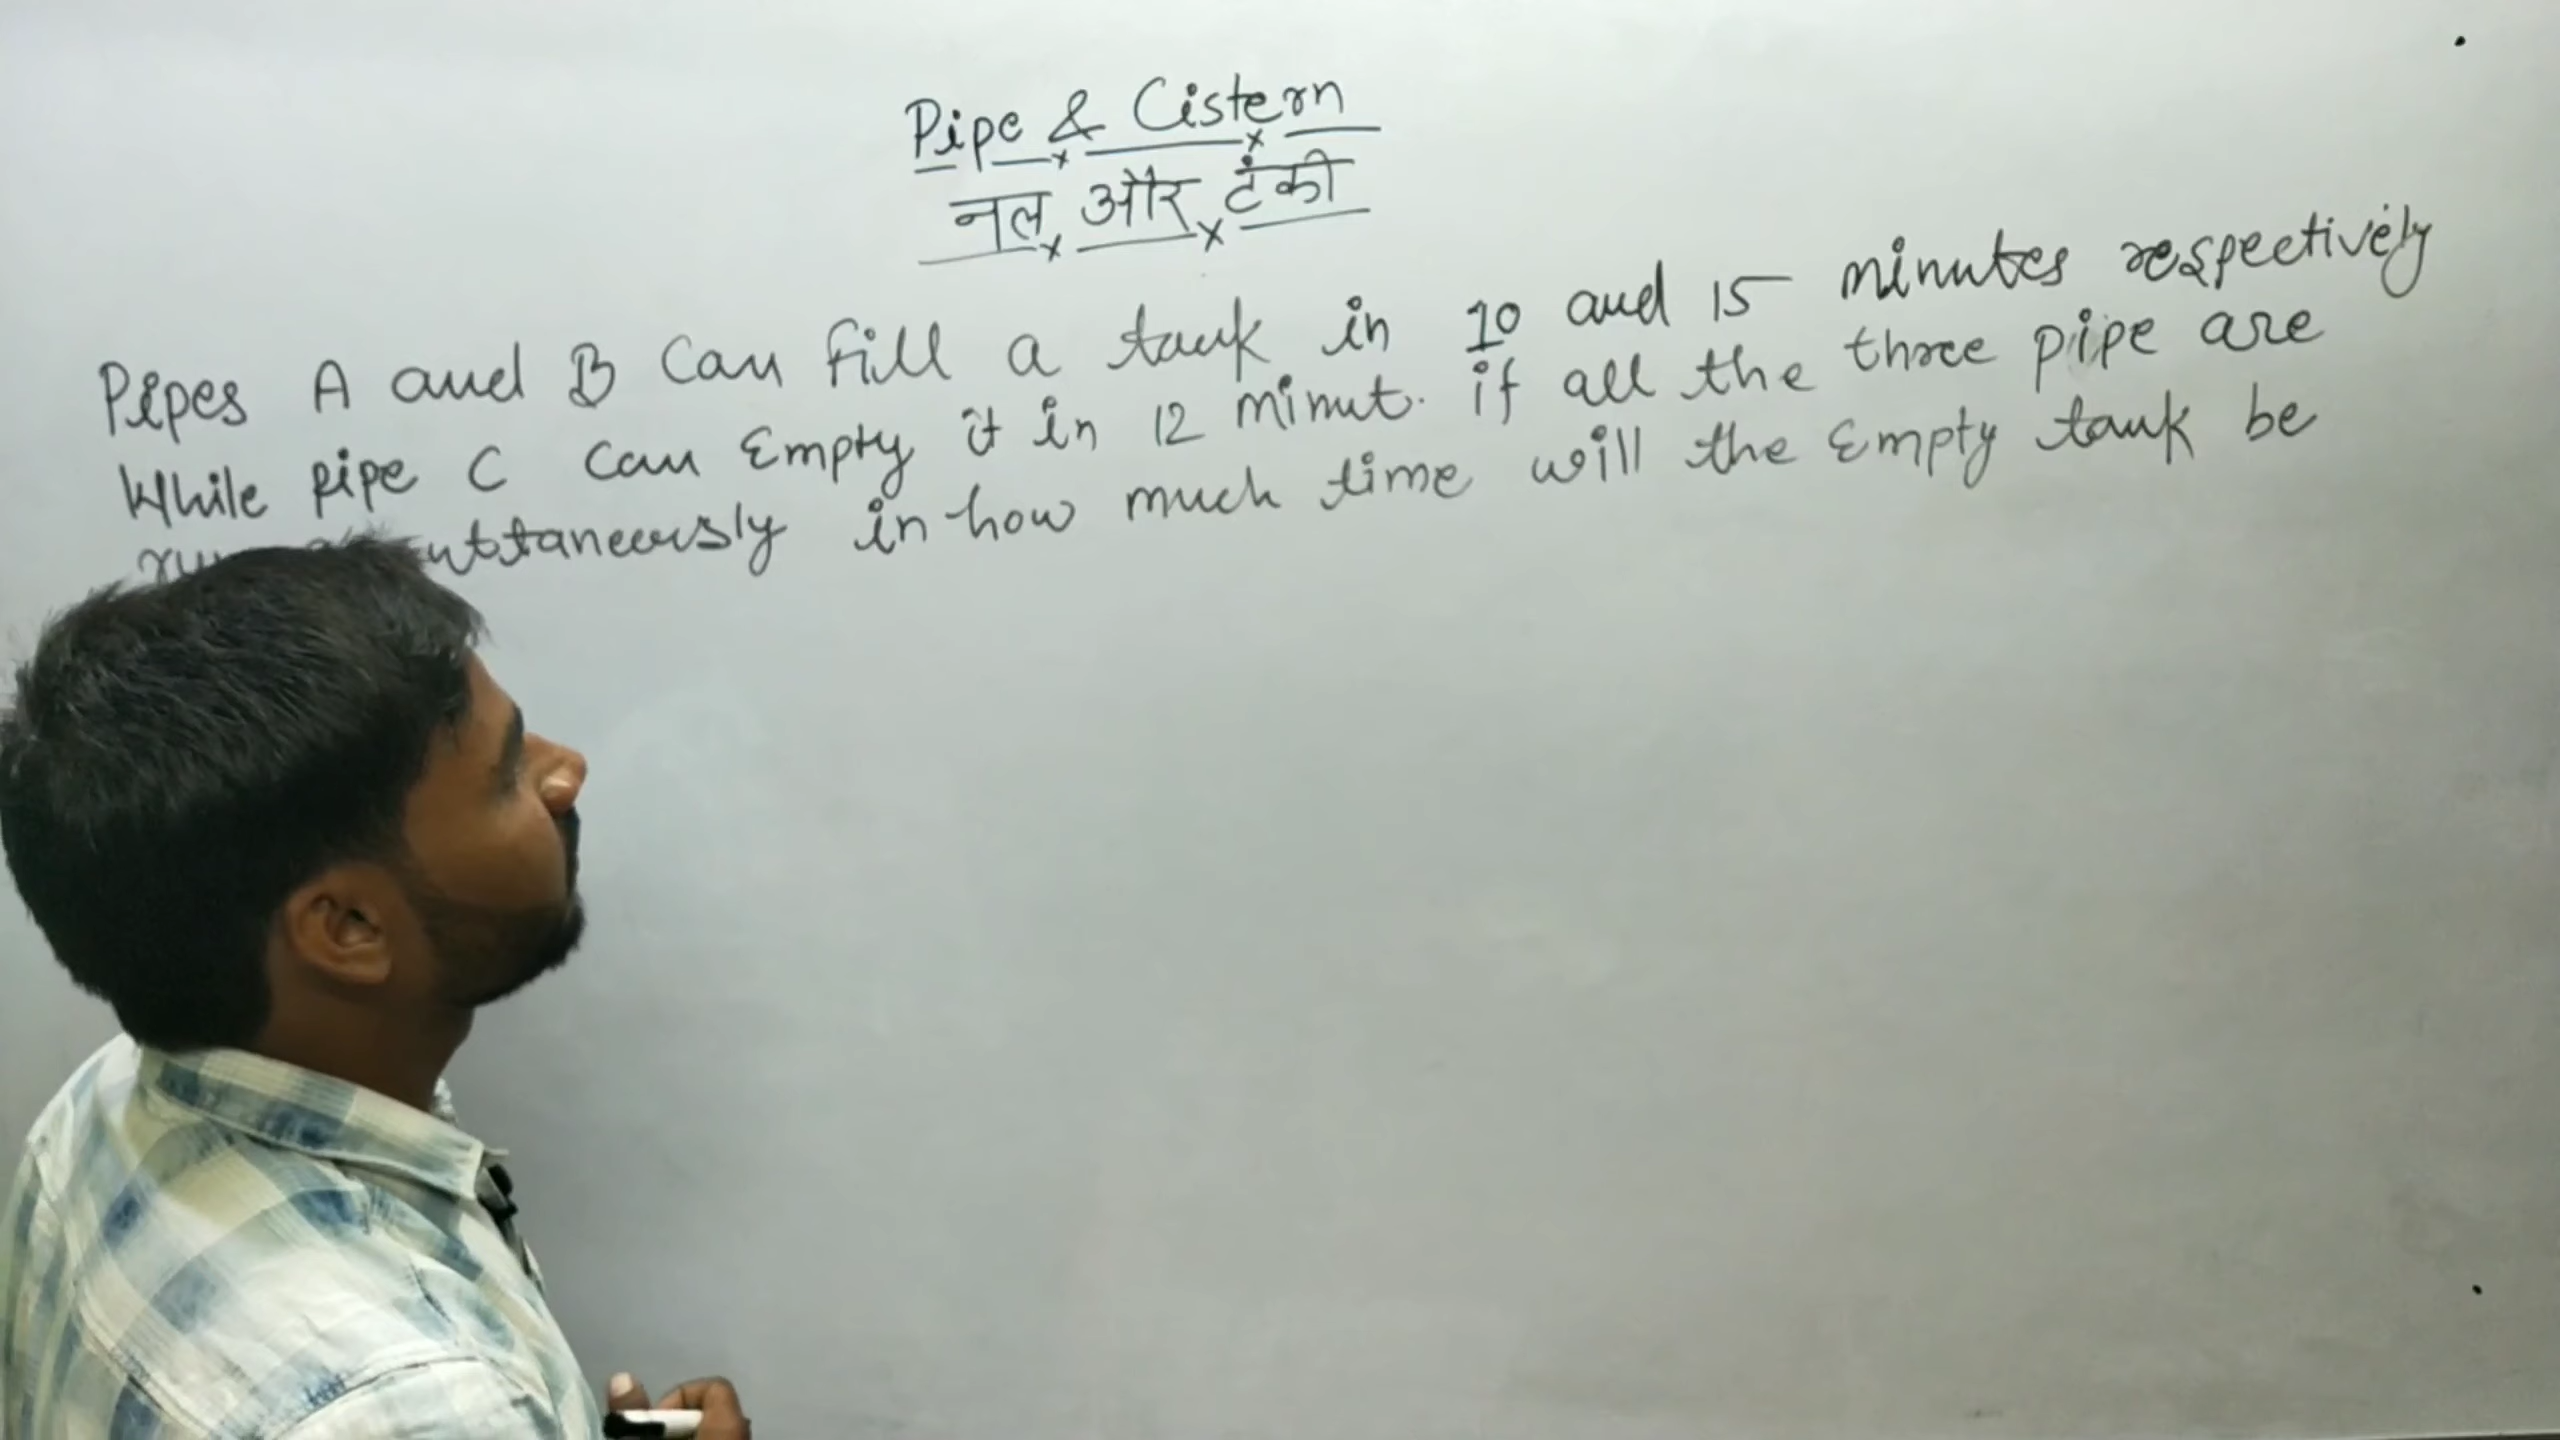 Pipe & Cistern
नल और टंकी
Pipes A and B Can fill a tank in 10 and 15 minutes respectively
While pipe C Can Empty it in 12 minut. if all the three pipe are
in how much time will the Empty tank be